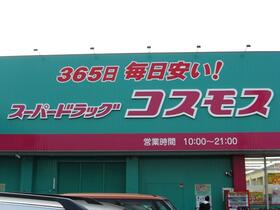 365日 毎日安い!
スーパードラッグ コスモス
営業時間 10:00～21:00